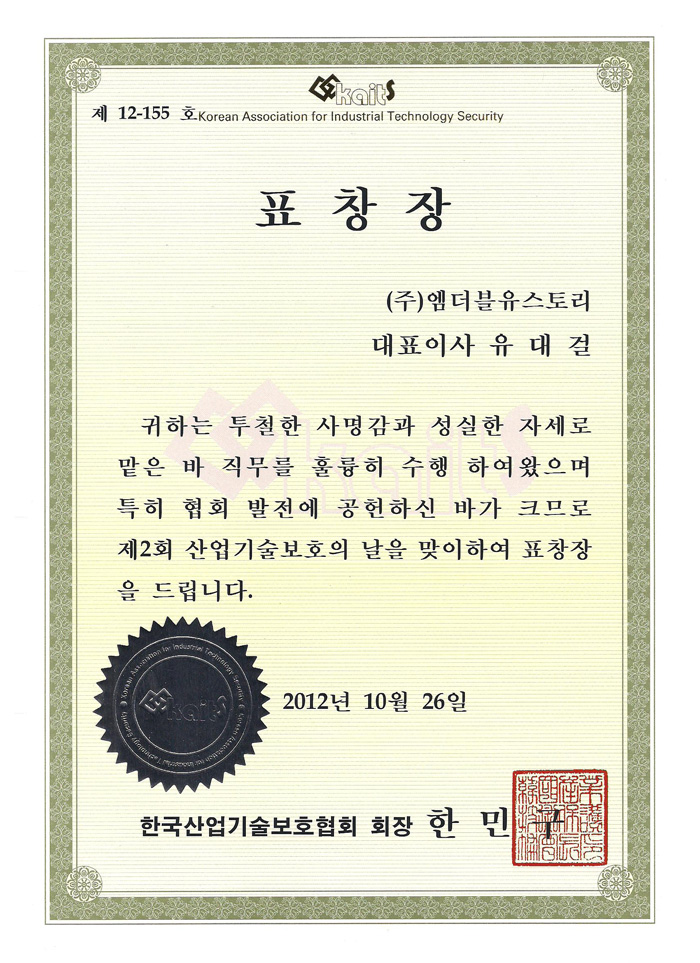 kaits
제 12-155 호
Korean Association for Industrial Technology Security
표 창 장
(주)엠더블유스토리
대표이사 유 대 걸
귀하는 투철한 사명감과 성실한 자세로
맡은 바 직무를 훌륭히 수행 하여왔으며
특히 협회 발전에 공헌하신 바가 크므로
제2회 산업기술보호의 날을 맞이하여 표창장
을 드립니다.
Korean Association for Industrial Technology Security
kaits
Korean Association for Industrial Technology Security
2012년 10월 26일
한국산업기술보호협회 회장 한 민 구